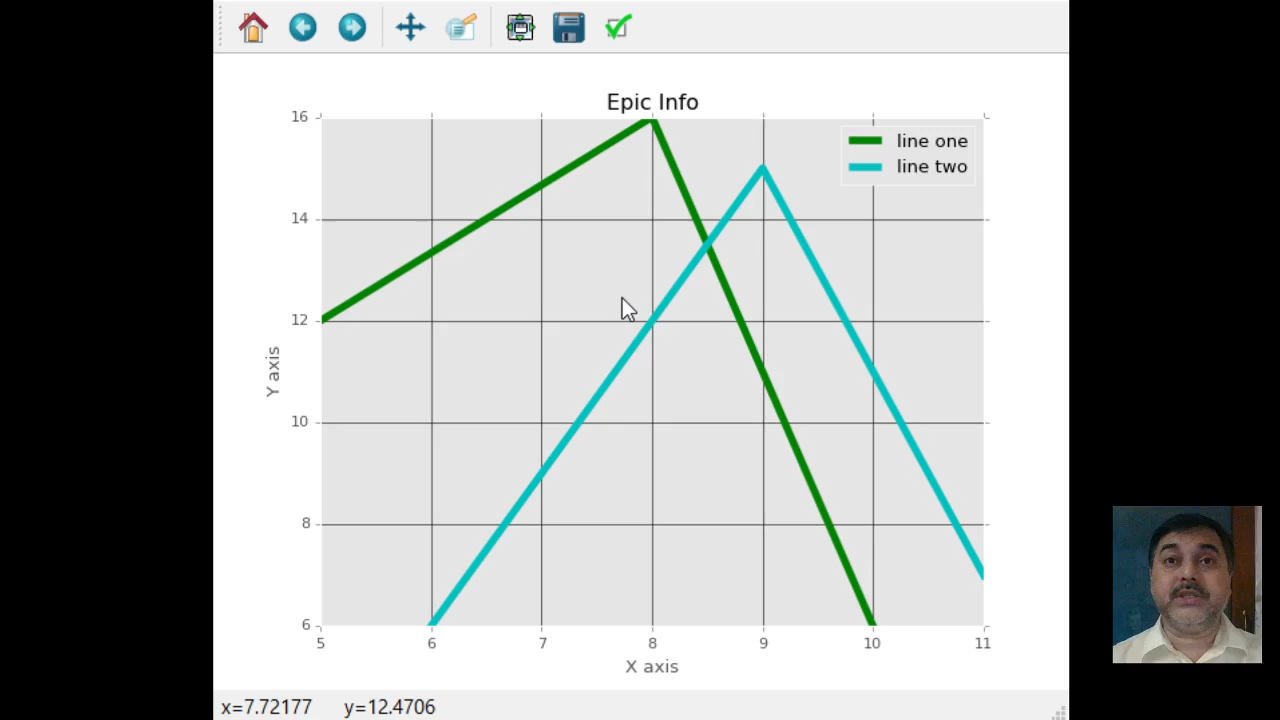 Epic Info
line one
line two
16
14
12
10
8
6
Y axis
5 6 7 8 9 10 11
X axis
x=7.72177 y=12.4706